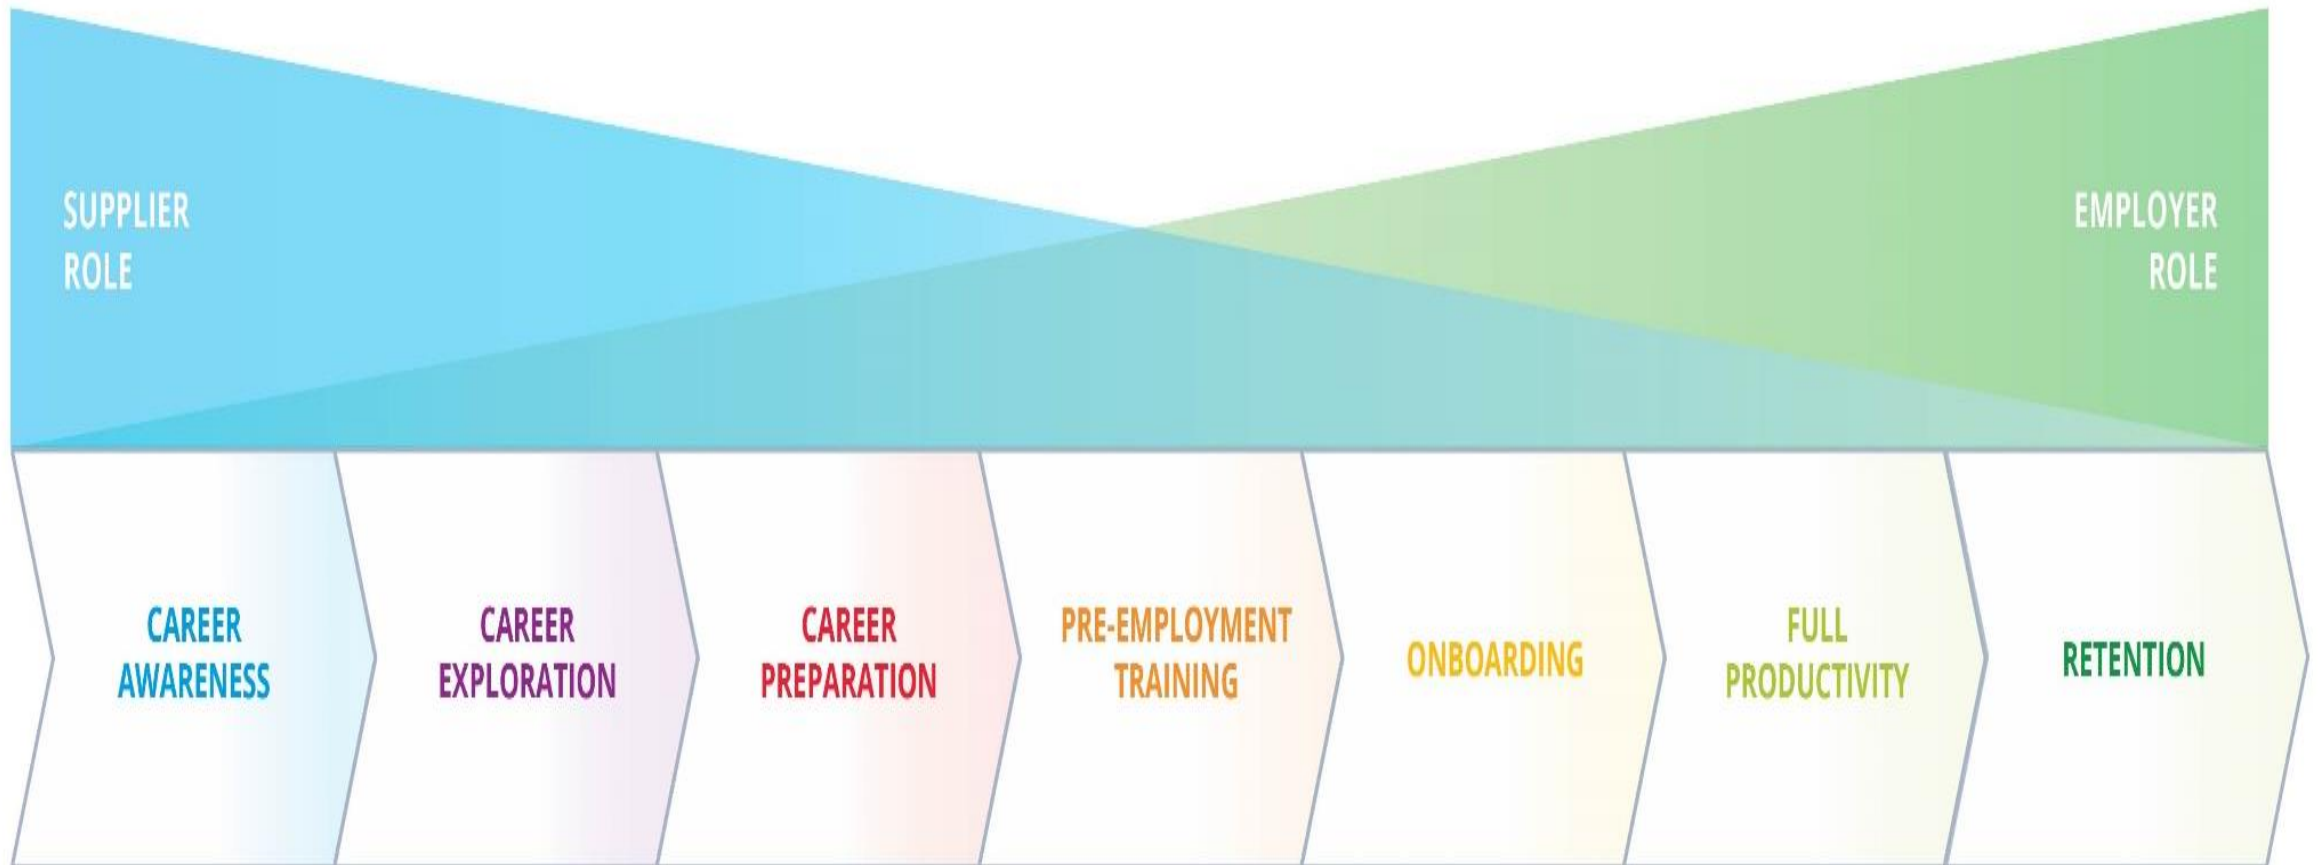 SUPPLIER
ROLE
EMPLOYER
ROLE
CAREER
AWARENESS
CAREER
EXPLORATION
CAREER
PREPARATION
PRE-EMPLOYMENT
TRAINING
ONBOARDING
FULL
PRODUCTIVITY
RETENTION